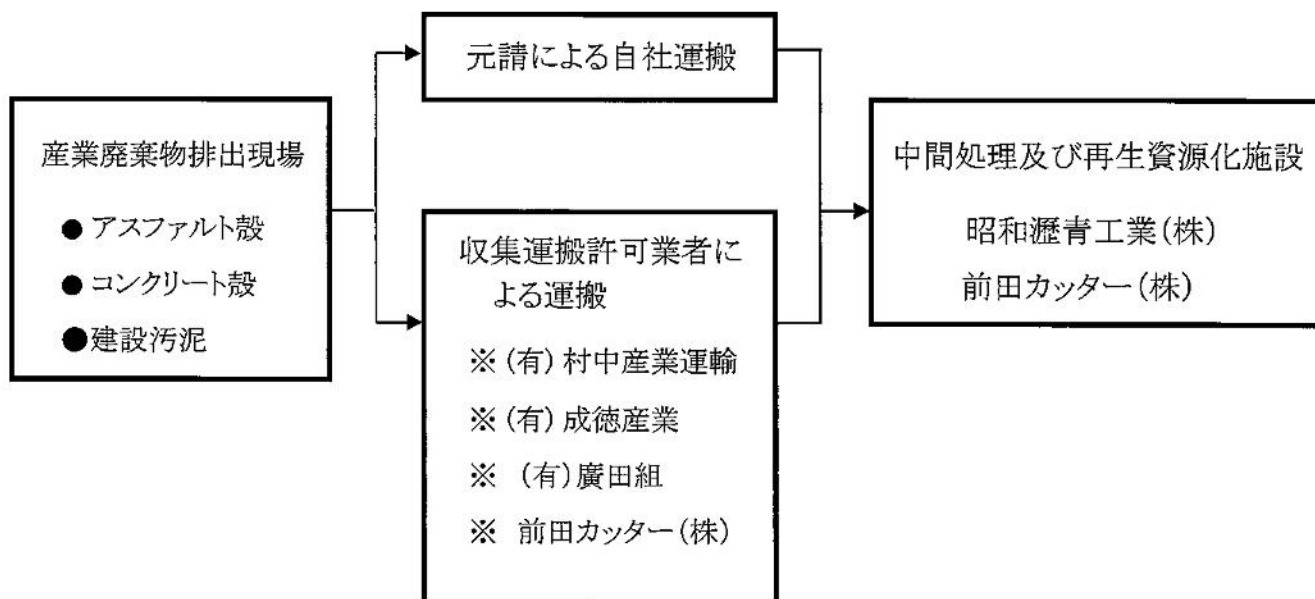 産業廃棄物排出現場
●アスファルト殻
●コンクリート殻
●建設汚泥
元請による自社運搬
収集運搬許可業者に
よる運搬
※(有)村中産業運輸
※(有)成徳産業
※ (有)廣田組
※ 前田カッター(株)
中間処理及び再生資源化施設
昭和瀝青工業(株)
前田カッター(株)